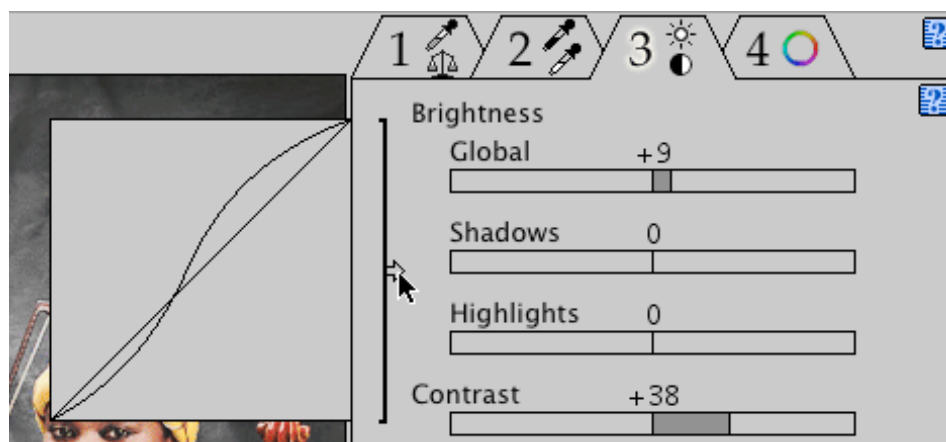 1 2 3 4
?
?
Brightness
Global +9
Shadows 0
Highlights 0
Contrast +38